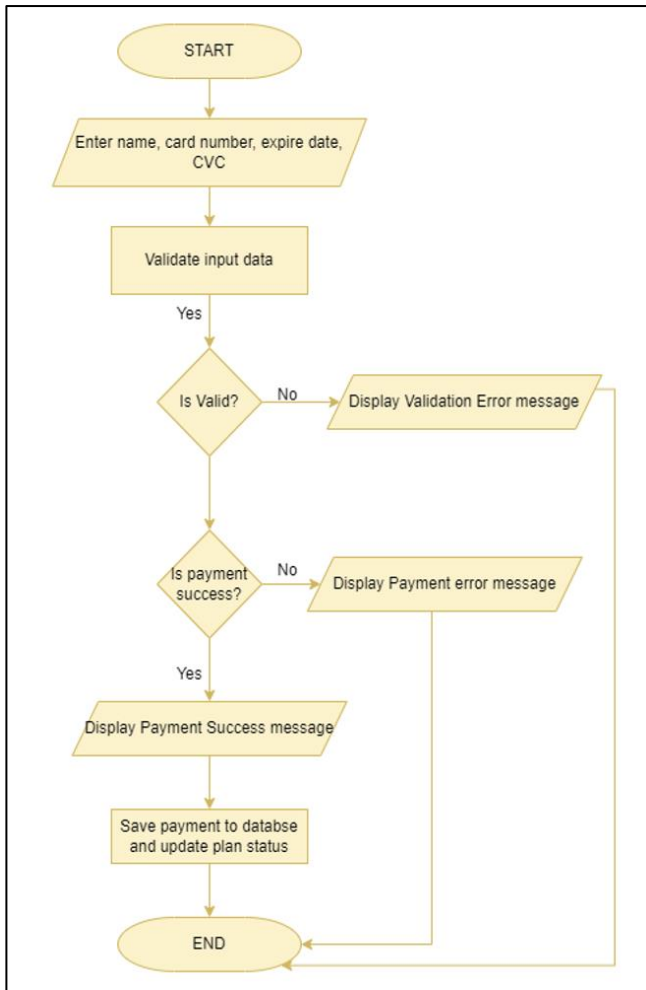 START
Enter name, card number, expire date,
CVC
Validate input data
Yes
Is Valid?
No
Display Validation Error message
Is payment
success?
No
Display Payment error message
Yes
Display Payment Success message
Save payment to databse
and update plan status
END